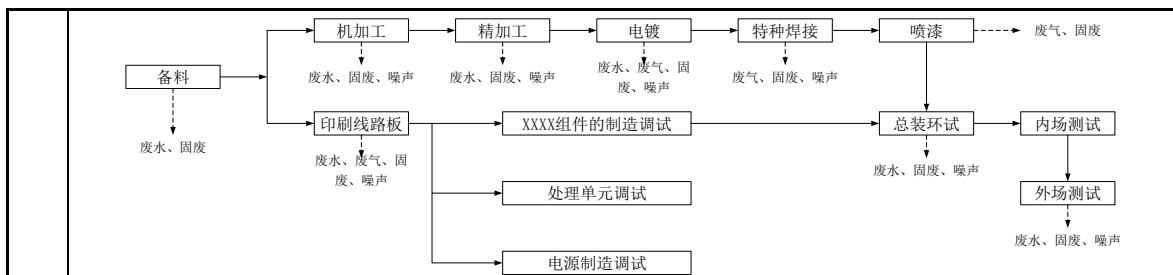 机加工
精加工
电镀
特种焊接
喷漆
废气、固废
备料
废水、固废、噪声
废水、固废、噪声
废水、废气、固
废、噪声
废气、固废、噪声
废水、固废
印刷线路板
XXXX组件的制造调试
总装环试
内场测试
废水、废气、固
废、噪声
废水、固废、噪声
处理单元调试
外场测试
废水、固废、噪声
电源制造调试